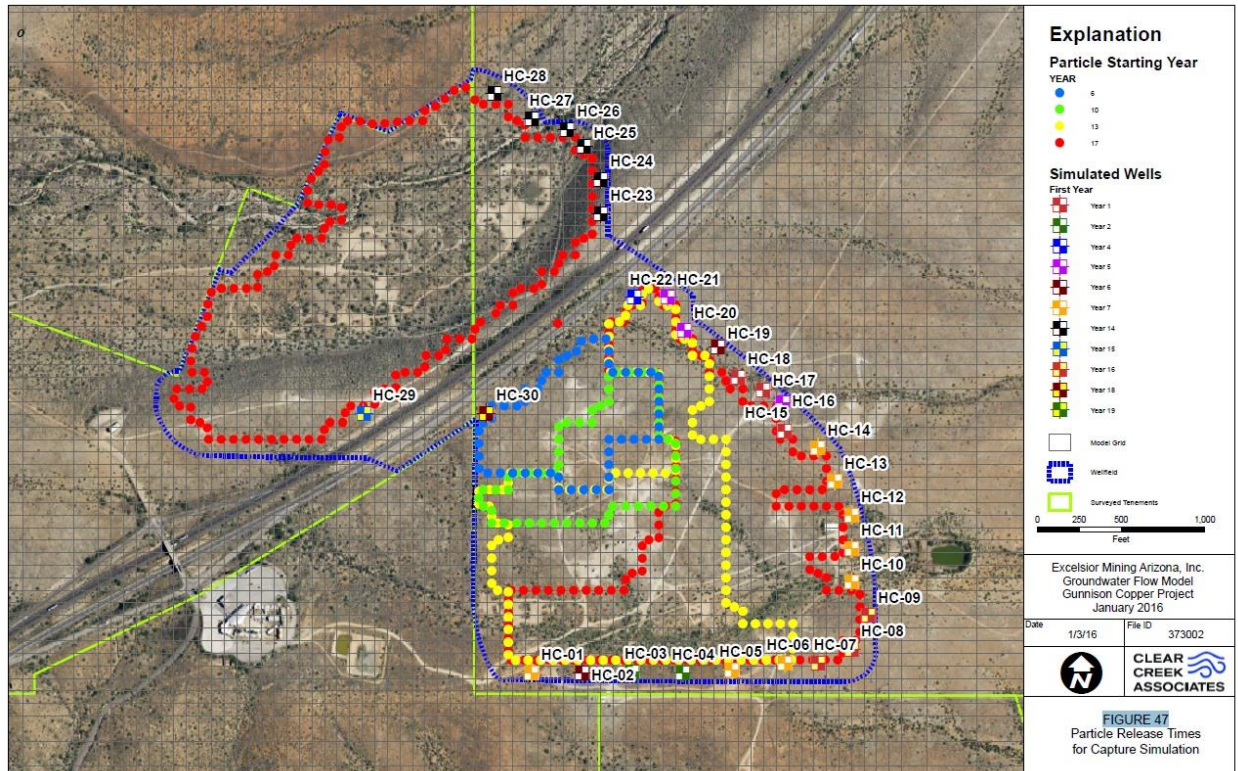 HC-28
HC-27
HC-26
HC-25
HC-24
HC-23
HC-22
HC-21
HC-20
HC-19
HC-18
HC-17
HC-16
HC-15
HC-14
HC-13
HC-12
HC-11
HC-10
HC-09
HC-08
HC-07
HC-06
HC-05
HC-04
HC-03
HC-02
HC-01
HC-29
HC-30
Explanation
Particle Starting Year
YEAR
6
10
13
17
Simulated Wells
First Year
Year 1
Year 2
Year 4
Year 5
Year 6
Year 7
Year 14
Year 15
Year 16
Year 18
Year 19
Model Grid
Wellfield
Surveyed Tenements
0 250 500 1,000
Feet
Excelsior Mining Arizona, Inc.
Groundwater Flow Model
Gunnison Copper Project
January 2016
Date
1/3/16
File ID
373002
N
CLEAR
CREEK
ASSOCIATES
FIGURE 47
Particle Release Times
for Capture Simulation